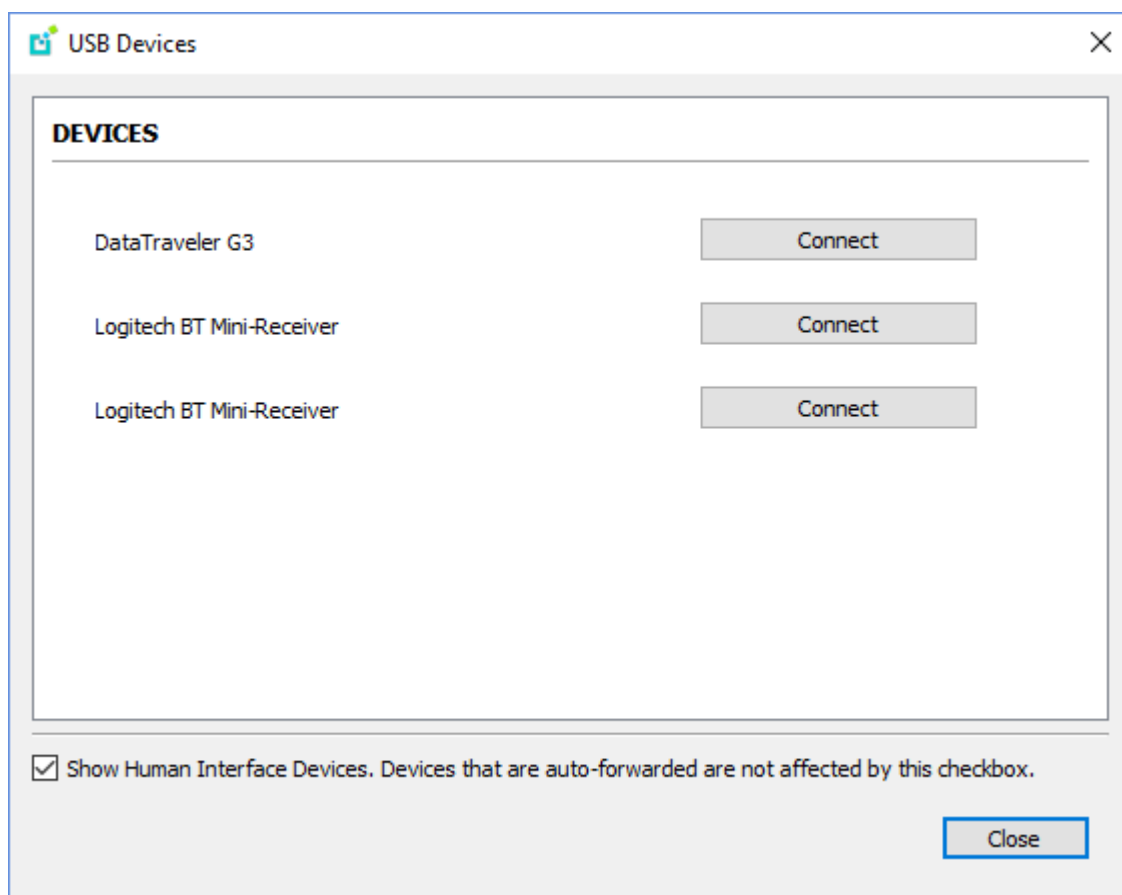 USB Devices
DEVICES
DataTraveler G3 Connect
Logitech BT Mini-Receiver Connect
Logitech BT Mini-Receiver Connect
Show Human Interface Devices. Devices that are auto-forwarded are not affected by this checkbox.
Close